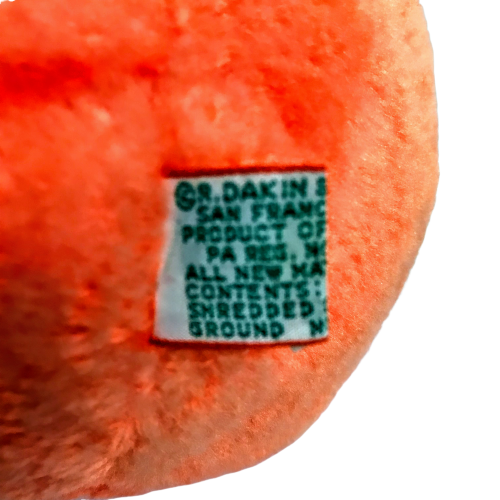 ©R.DAKIN &
SAN FRANC
PRODUCT OF
PA REG. N
ALL NEW MA
CONTENTS:
SHREDDED
GROUND N